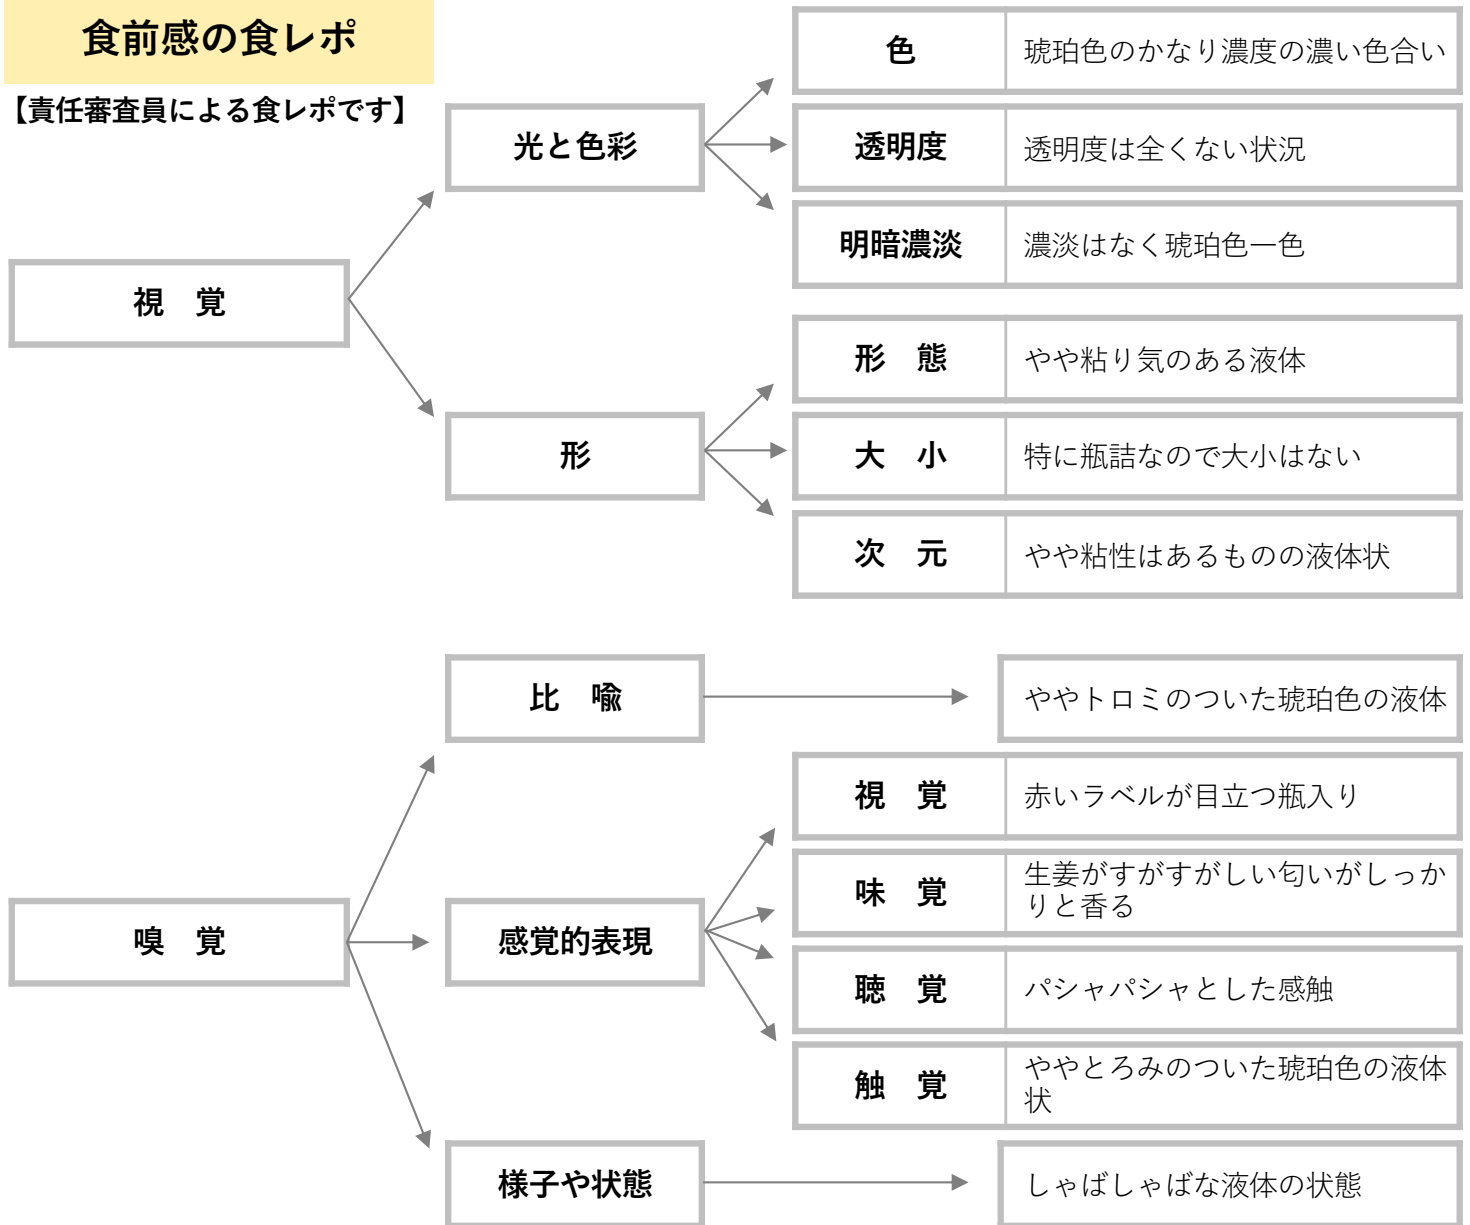 食前感の食レポ
【責任審査員による食レポです】
視　覚
光と色彩
色
琥珀色のかなり濃度の濃い色合い
透明度
透明度は全くない状況
明暗濃淡
濃淡はなく琥珀色一色
形
形　態
やや粘り気のある液体
大　小
特に瓶詰なので大小はない
次　元
やや粘性はあるものの液体状
嗅　覚
比　喩
ややトロミのついた琥珀色の液体
感覚的表現
視　覚
赤いラベルが目立つ瓶入り
味　覚
生姜がすがすがしい匂いがしっか
りと香る
聴　覚
パシャパシャとした感触
触　覚
ややとろみのついた琥珀色の液体
状
様子や状態
しゃばしゃばな液体の状態